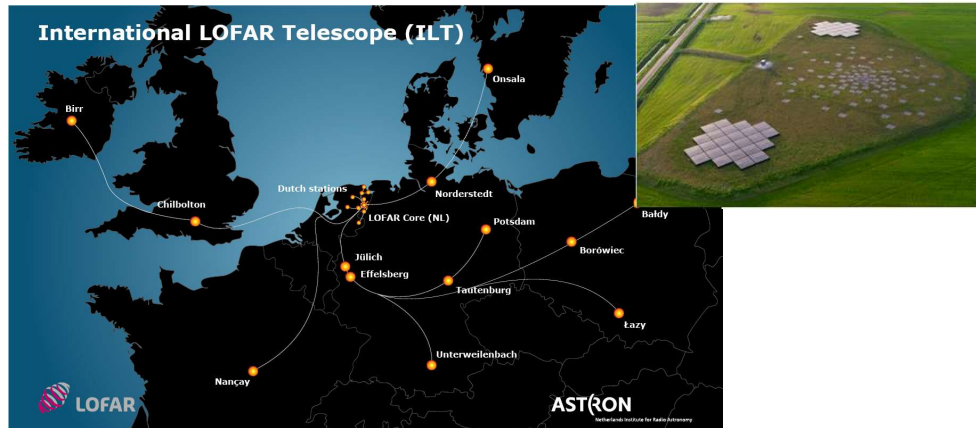 International LOFAR Telescope (ILT)
Onsala
Birr
Dutch stations
Norderstedt
Chilbolton
LOFAR Core (NL)
Potsdam
Bałdy
Borówiec
Jülich
Effelsberg
Tautenburg
Łazy
Unterweilenbach
Nançay
LOFAR
ASTRON
Netherlands Institute for Radio Astronomy